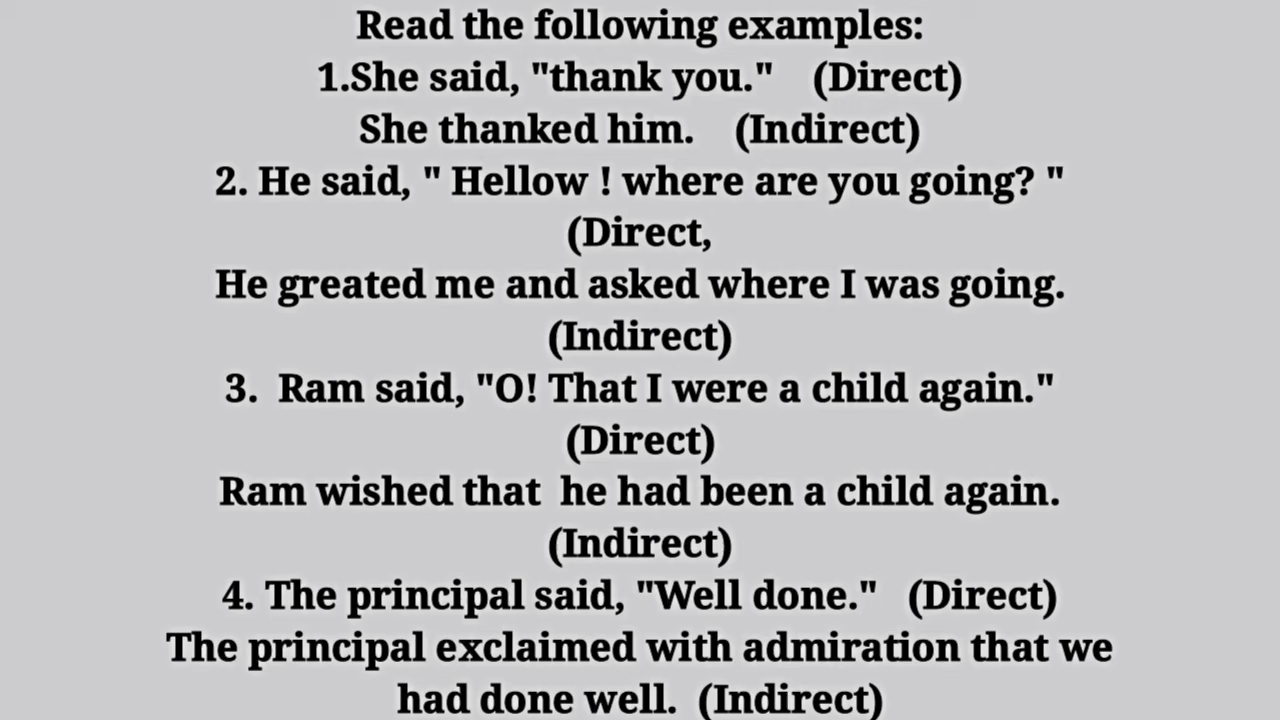 Read the following examples:
1.She said, "thank you." (Direct)
She thanked him. (Indirect)
2. He said, " Hellow ! where are you going? "
(Direct,
He greated me and asked where I was going.
(Indirect)
3. Ram said, "O! That I were a child again."
(Direct)
Ram wished that he had been a child again.
(Indirect)
4. The principal said, "Well done." (Direct)
The principal exclaimed with admiration that we
had done well. (Indirect)